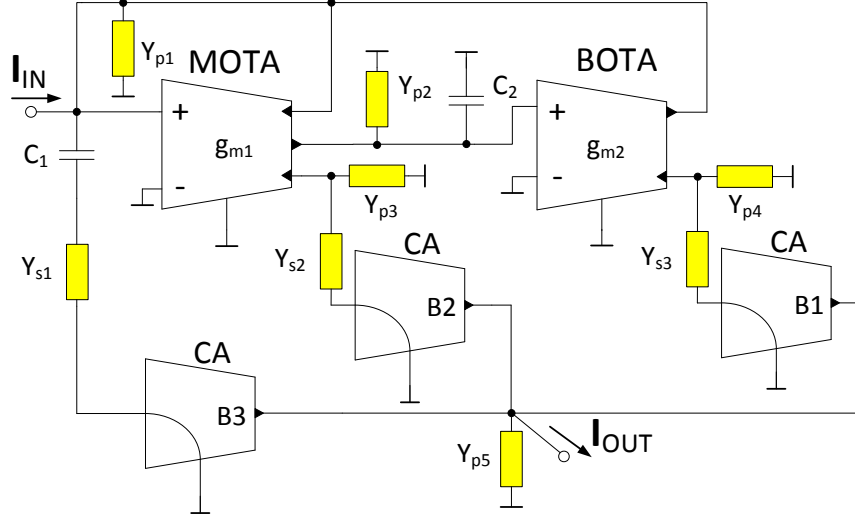 Yp1
MOTA
BOTA
IIN
Yp2
C2
+
gm1
-
+
gm2
-
C1
Yp3
Yp4
Ys1
Ys2
CA
Ys3
CA
B2
B1
CA
B3
Yp5
IOUT